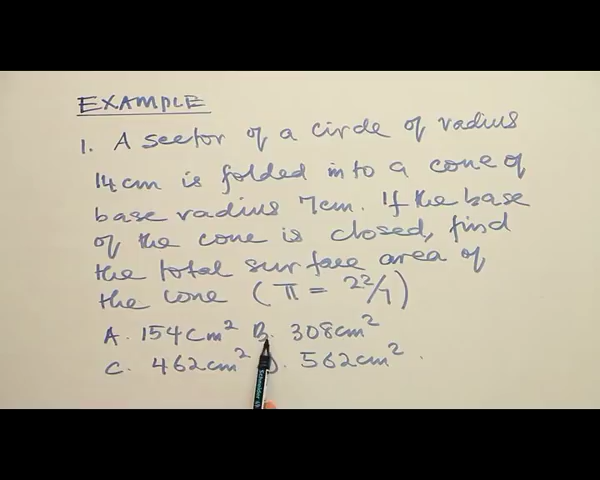 EXAMPLE
1. A sector of a circle of radius
14cm is folded into a cone of
base radius 7cm. If the base
of the cone is closed, find
the total surface area of
the cone (π = 22/7)
A. 154cm² B. 308cm²
C. 462cm² D. 562cm².
Schneider